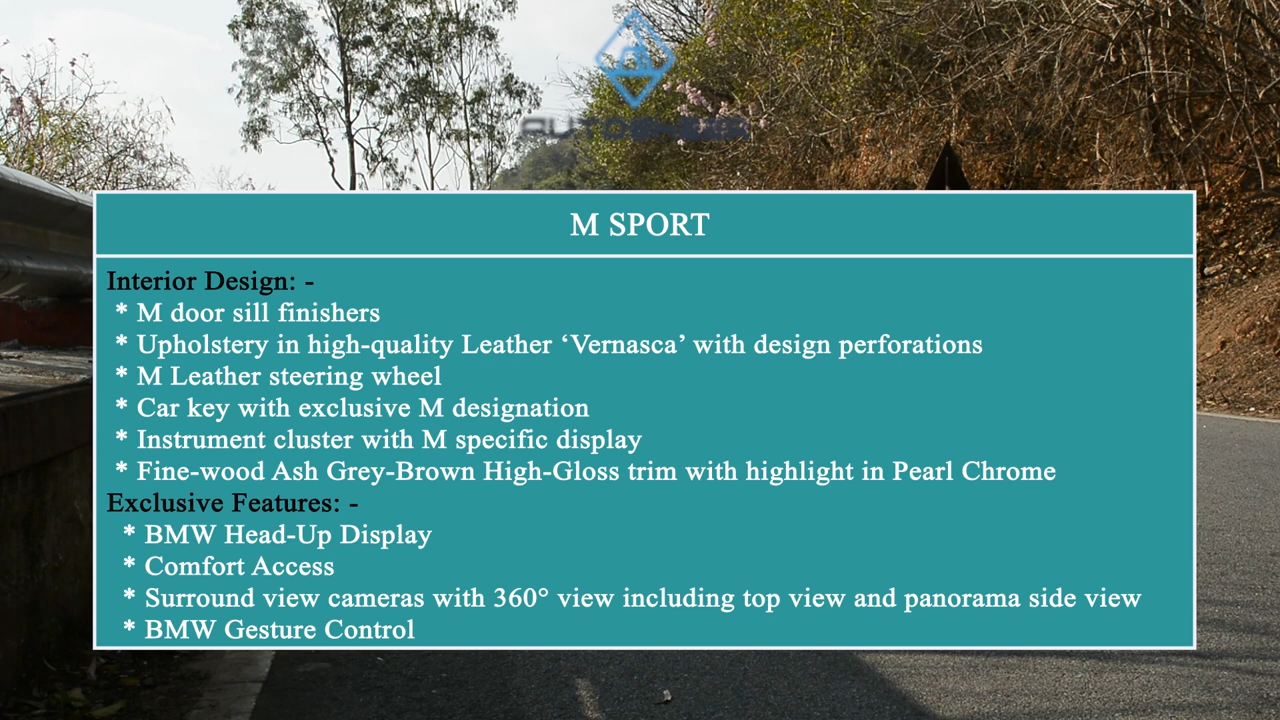 M SPORT
Interior Design: -
* M door sill finishers
* Upholstery in high-quality Leather ‘Vernasca’ with design perforations
* M Leather steering wheel
* Car key with exclusive M designation
* Instrument cluster with M specific display
* Fine-wood Ash Grey-Brown High-Gloss trim with highlight in Pearl Chrome
Exclusive Features: -
* BMW Head-Up Display
* Comfort Access
* Surround view cameras with 360° view including top view and panorama side view
* BMW Gesture Control